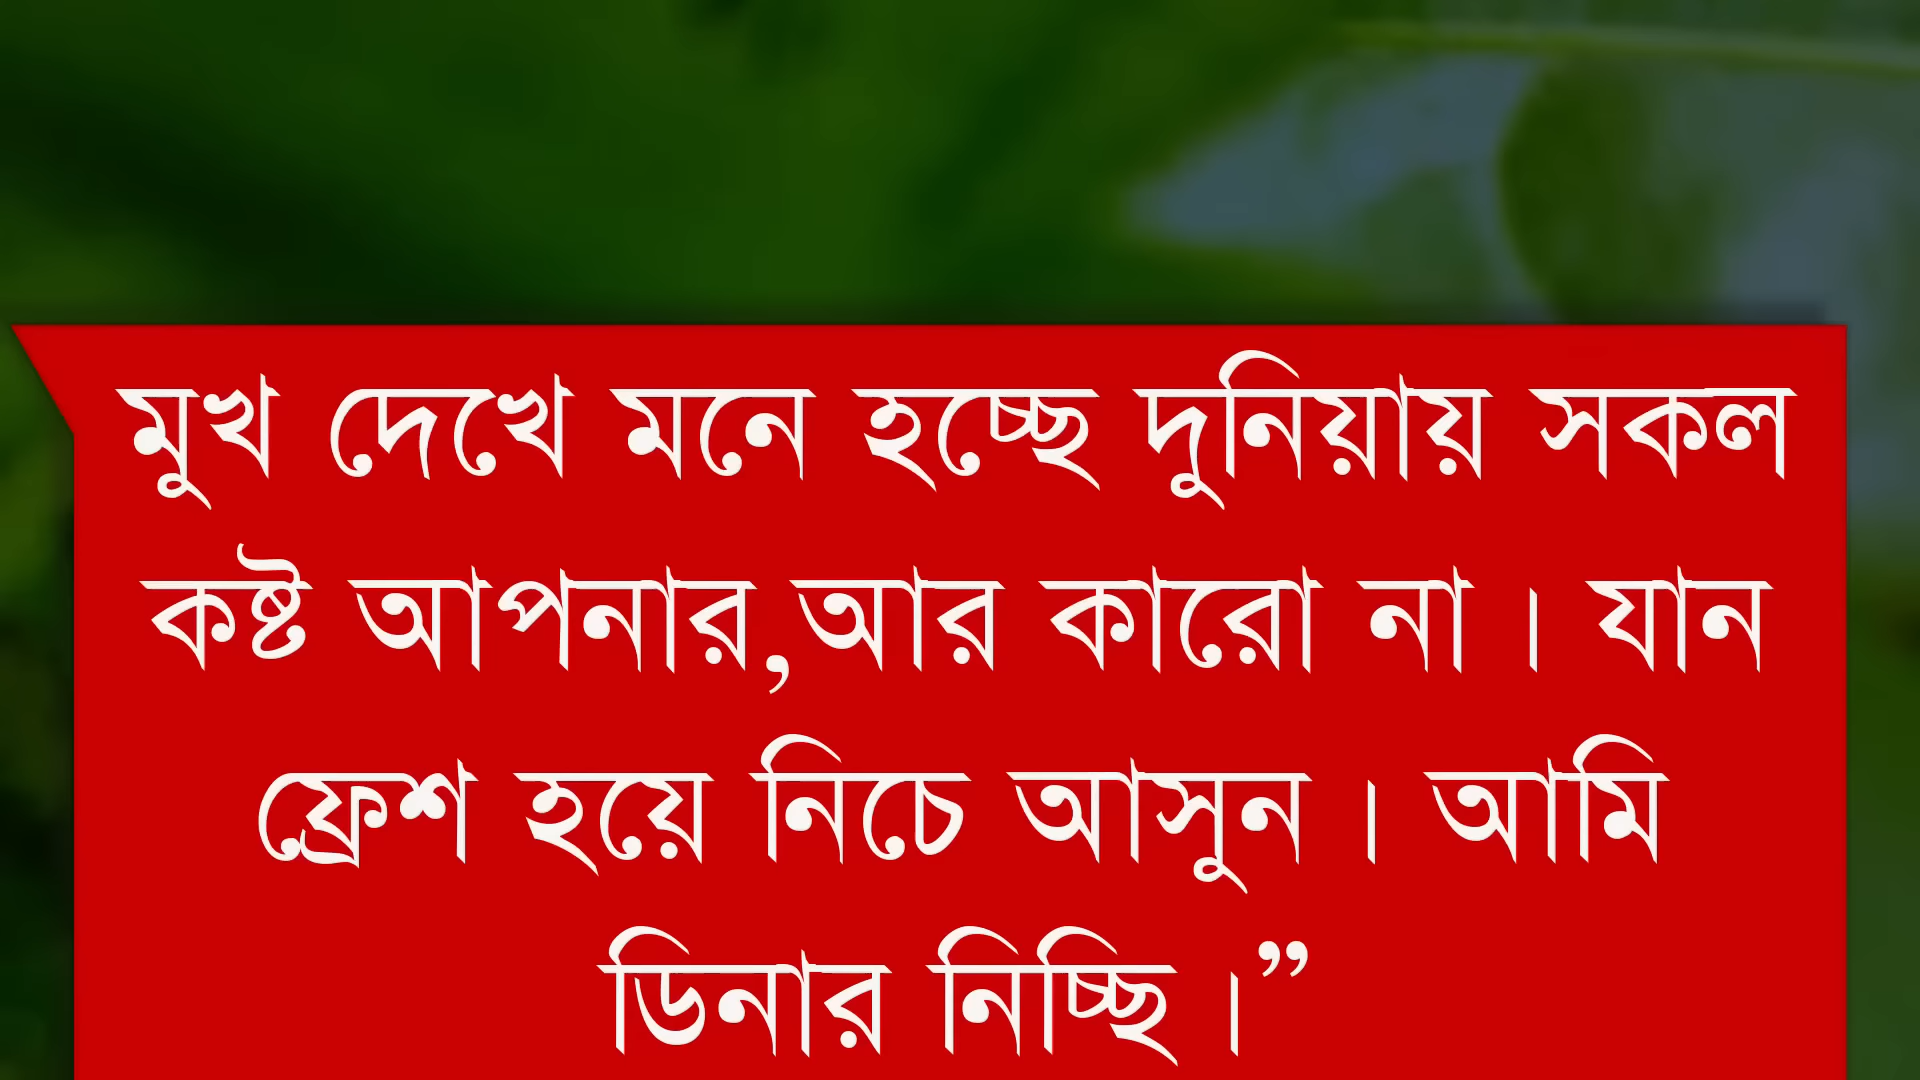 মুখ দেখে মনে হচ্ছে দুনিয়ায় সকল
কষ্ট আপনার,আর কারো না । যান
ফ্রেশ হয়ে নিচে আসুন । আমি
ডিনার নিচ্ছি ।”